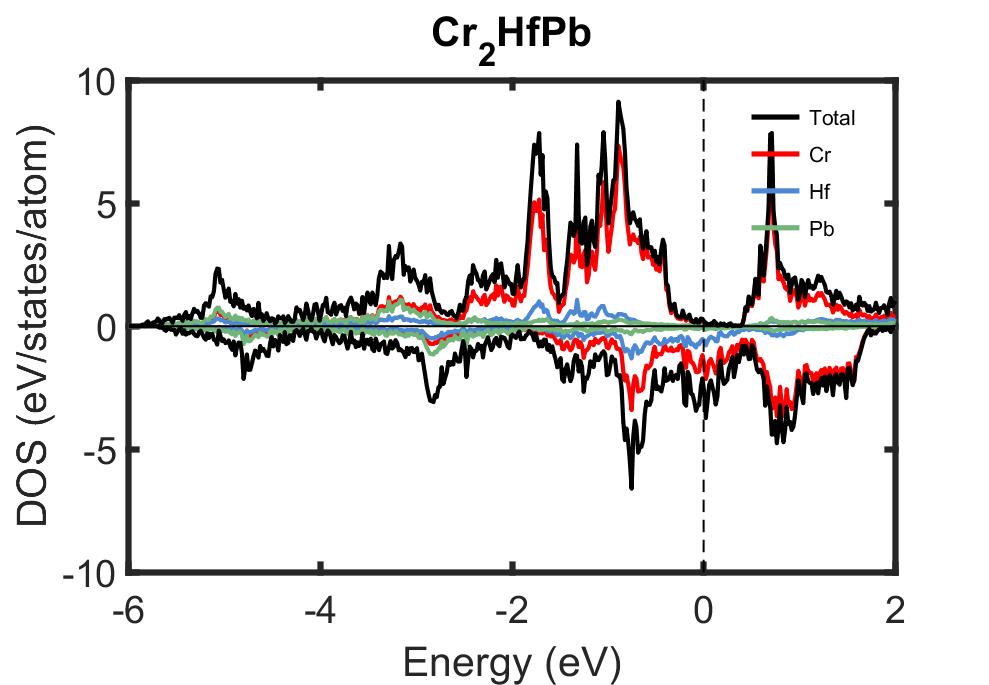 Cr2HfPb
10
5
0
-5
-10
DOS (eV/states/atom)
Total
Cr
Hf
Pb
-6 -4 -2 0 2
Energy (eV)